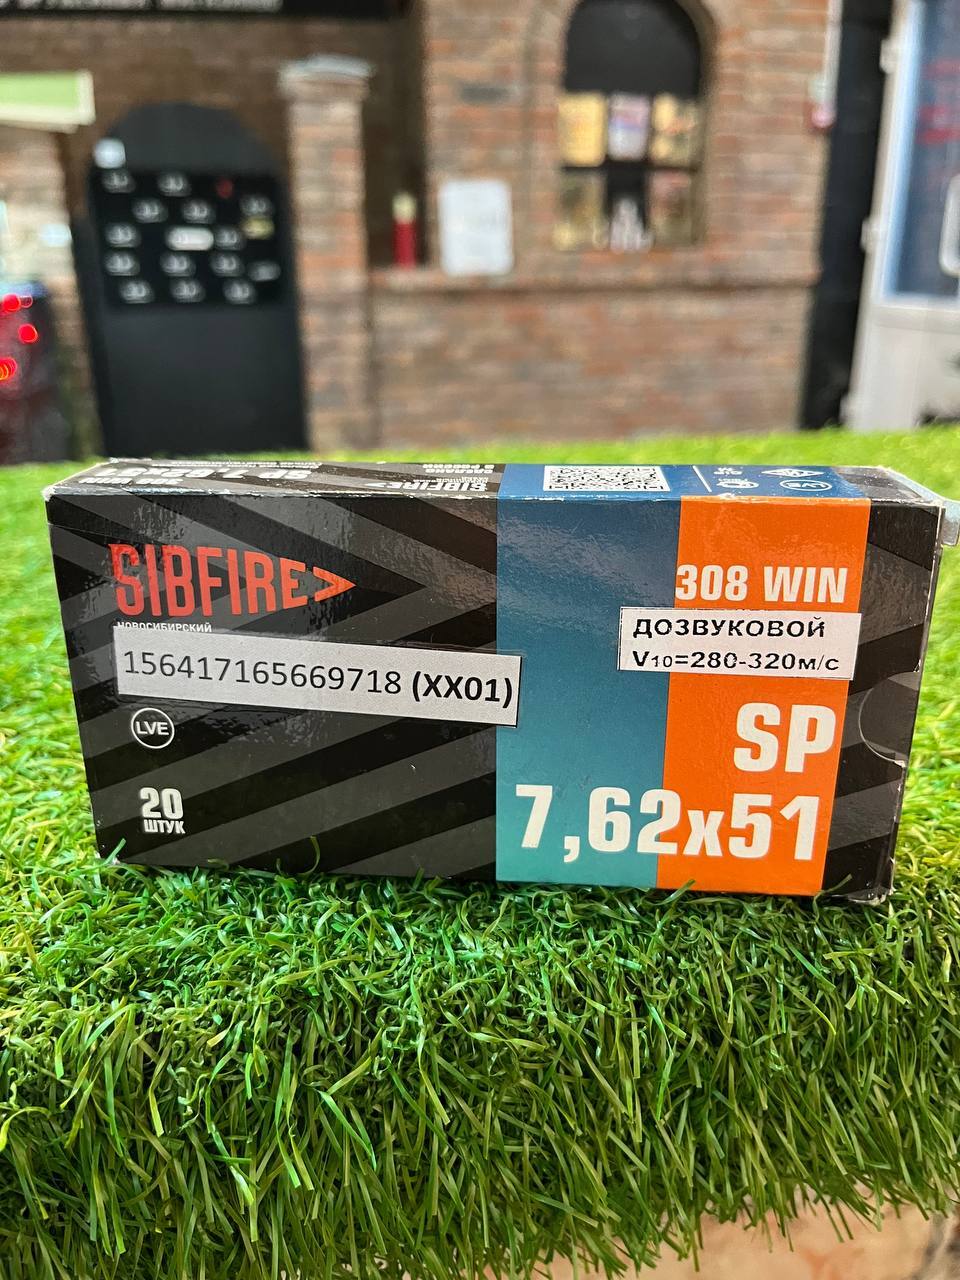 SIBFIRE
НОВОСИБИРСКИЙ
156417165669718 (XX01)
LVE
20
ШТУК
308 WIN
ДОЗВУКОВОЙ
V₁₀=280-320м/с
SP
7,62x51